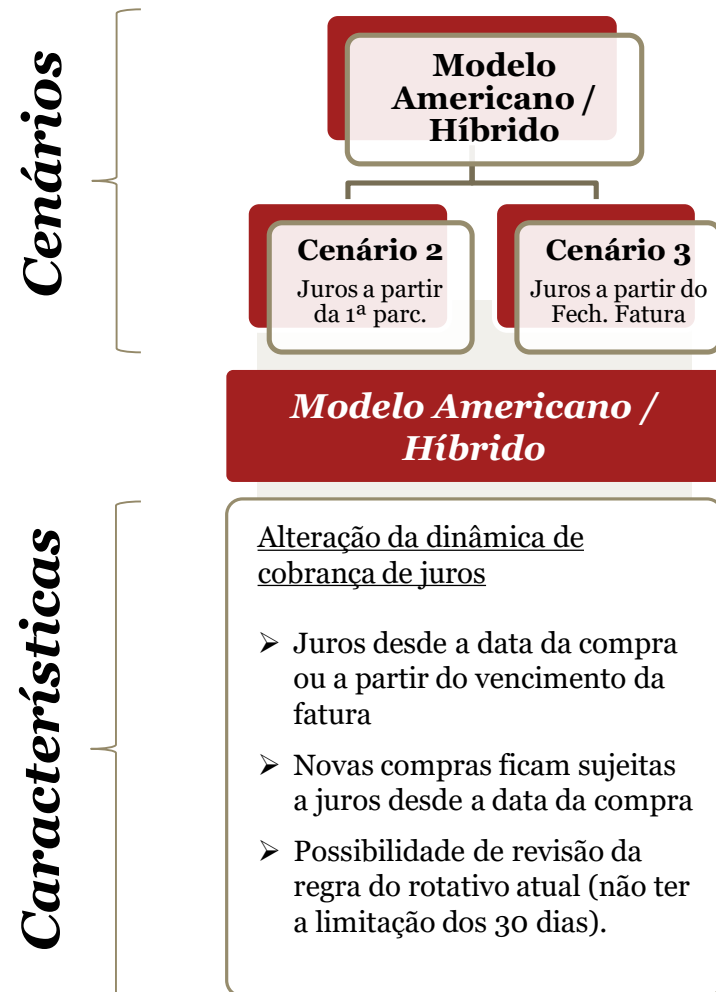 Cenários
Modelo
Americano /
Híbrido
Cenário 2
Juros a partir
da 1ª parc.
Cenário 3
Juros a partir do
Fech. Fatura
Modelo Americano /
Híbrido
Características
Alteração da dinâmica de
cobrança de juros
➢ Juros desde a data da compra
ou a partir do vencimento da
fatura
➢ Novas compras ficam sujeitas
a juros desde a data da compra
➢ Possibilidade de revisão da
regra do rotativo atual (não ter
a limitação dos 30 dias).